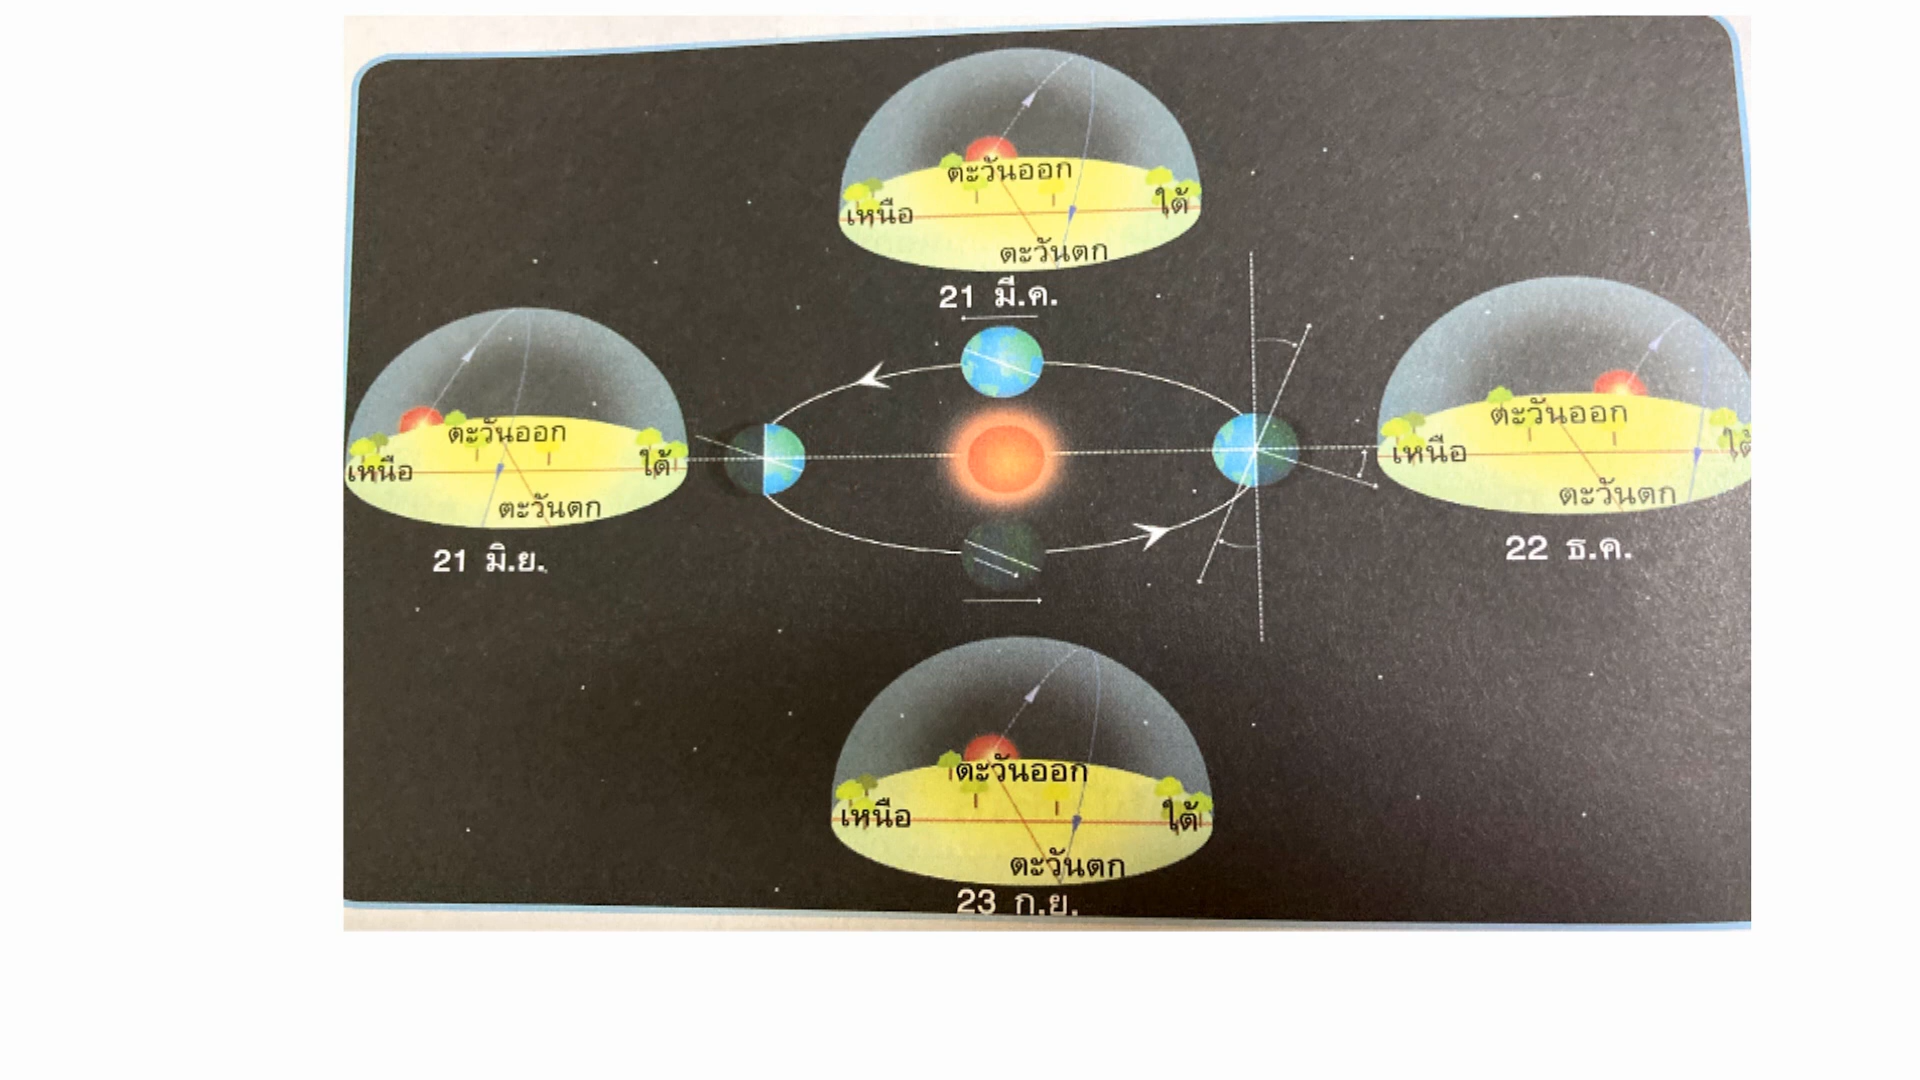 ตะวันออก
เหนือ
ใต้
ตะวันตก
21 มี.ค.
ตะวันออก
เหนือ
ใต้
ตะวันตก
21 มิ.ย.
ตะวันออก
เหนือ
ใต้
ตะวันตก
22 ธ.ค.
ตะวันออก
เหนือ
ใต้
ตะวันตก
23 ก.ย.